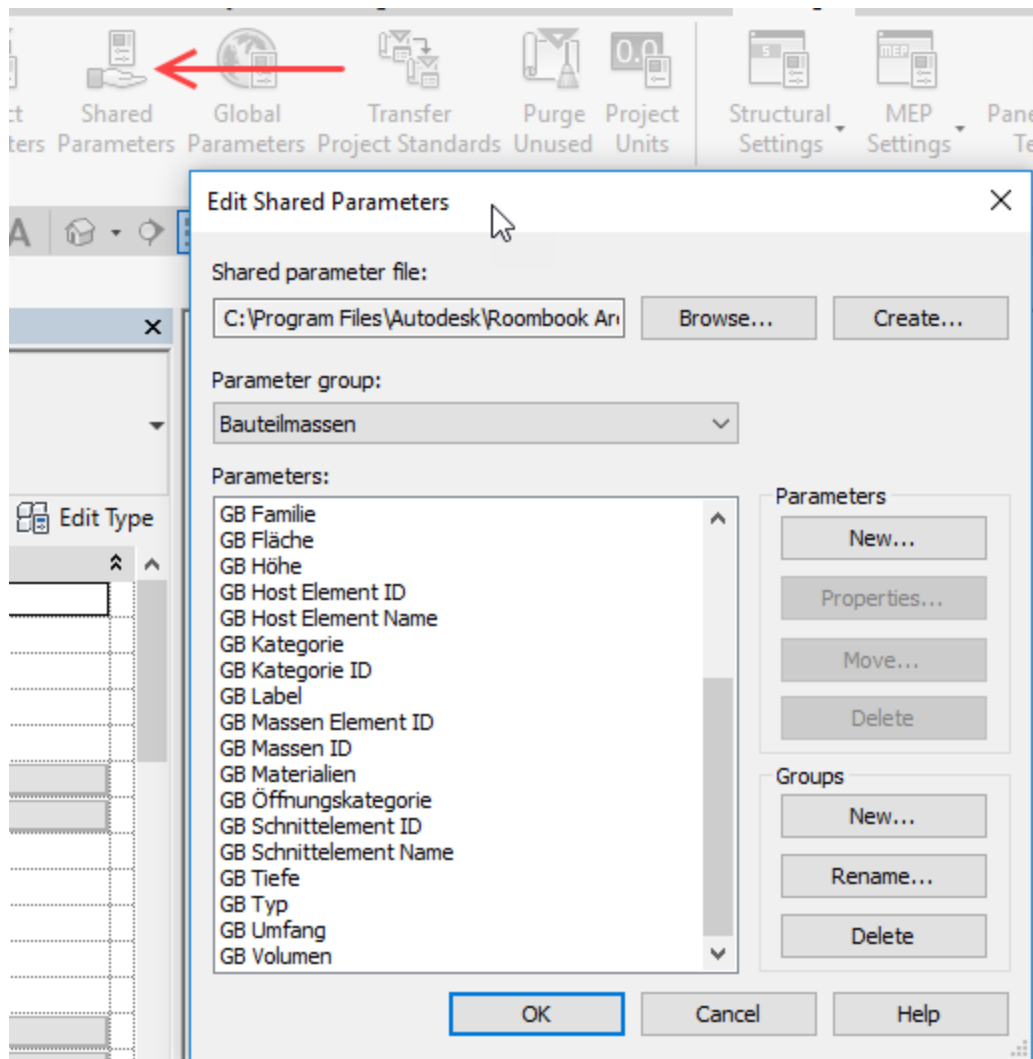 Shared Global Transfer Purge Project Structural MEP
Parameters Parameters Project Standards Unused Units Settings Settings
Edit Shared Parameters
A
Shared parameter file:
C:\Program Files\Autodesk\Roombook Browse... Create...
Parameter group:
Bauteilmassen
Parameters:
Edit Type
GB Familie
GB Fläche
GB Höhe
GB Host Element ID
GB Host Element Name
GB Kategorie
GB Kategorie ID
GB Label
GB Massen Element ID
GB Massen ID
GB Materialien
GB Öffnungskategorie
GB Schnittelement ID
GB Schnittelement Name
GB Tiefe
GB Typ
GB Umfang
GB Volumen
Parameters
New...
Properties...
Move...
Delete
Groups
New...
Rename...
Delete
OK Cancel Help